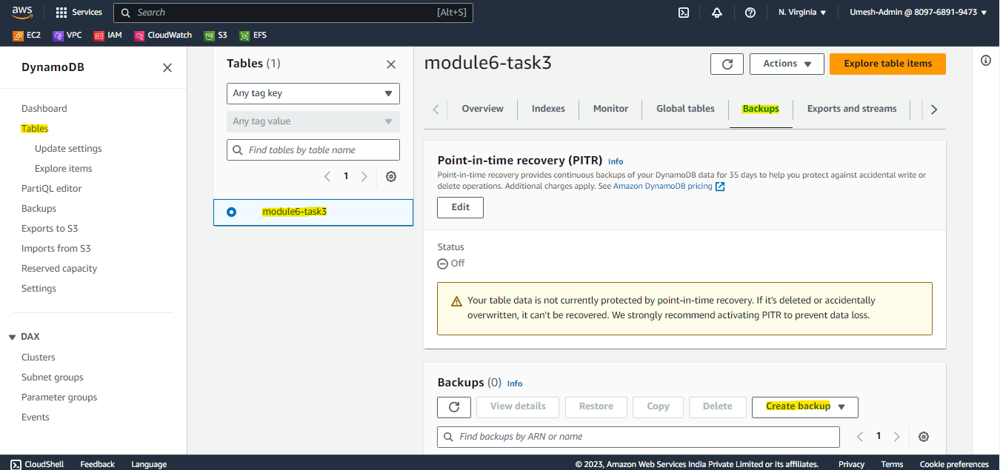 aws
Services
Search
[Alt+S]
N. Virginia
Umesh-Admin @ 8097-6891-9473
EC2
VPC
IAM
CloudWatch
S3
EFS
DynamoDB
Dashboard
Tables
Update settings
Explore items
PartiQL editor
Backups
Exports to S3
Imports from S3
Reserved capacity
Settings
DAX
Clusters
Subnet groups
Parameter groups
Events
Tables (1)
Any tag key
Any tag value
Find tables by table name
1
module6-task3
module6-task3
Actions
Explore table items
Overview
Indexes
Monitor
Global tables
Backups
Exports and streams
Point-in-time recovery (PITR) Info
Point-in-time recovery provides continuous backups of your DynamoDB data for 35 days to help you protect against accidental write or
delete operations. Additional charges apply. See Amazon DynamoDB pricing
Edit
Status
Off
Your table data is not currently protected by point-in-time recovery. If it's deleted or accidentally
overwritten, it can't be recovered. We strongly recommend activating PITR to prevent data loss.
Backups (0) Info
View details
Restore
Copy
Delete
Create backup
Find backups by ARN or name
1
CloudShell
Feedback
Language
© 2023, Amazon Web Services India Private Limited or its affiliates.
Privacy
Terms
Cookie preferences